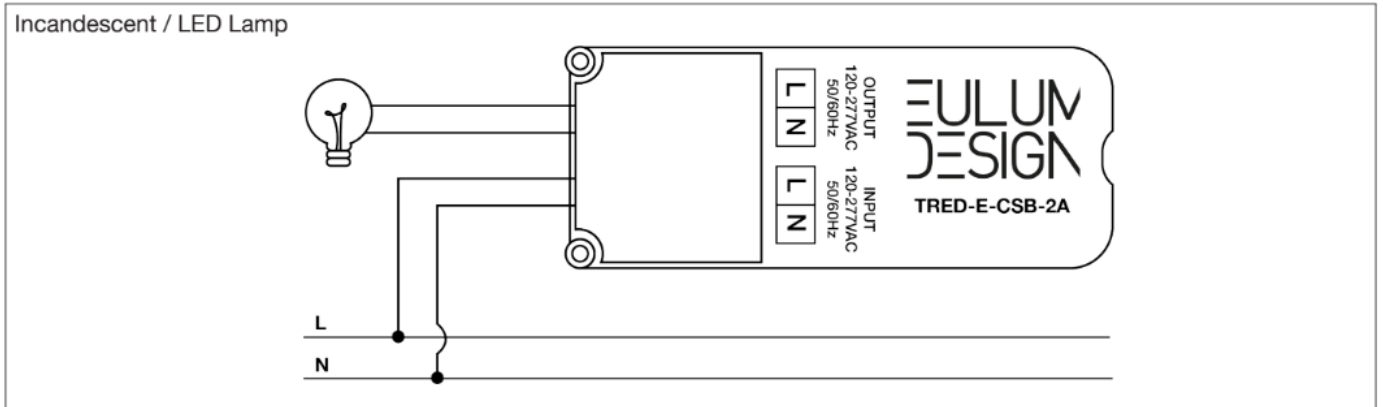 Incandescent / LED Lamp
L
N
OUTPUT
120-277VAC
50/60Hz
L
N
INPUT
120-277VAC
50/60Hz
EULUM
DESIGN
TRED-E-CSB-2A
L
N